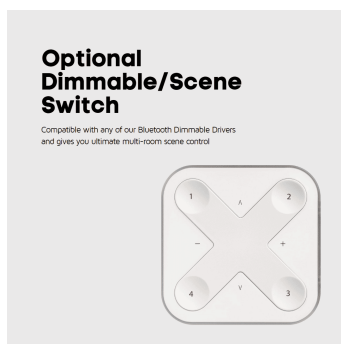 Optional
Dimmable/Scene
Switch
Compatible with any of our Bluetooth Dimmable Drivers
and gives you ultimate multi-room scene control
1
∧
2
−
+
4
∨
3